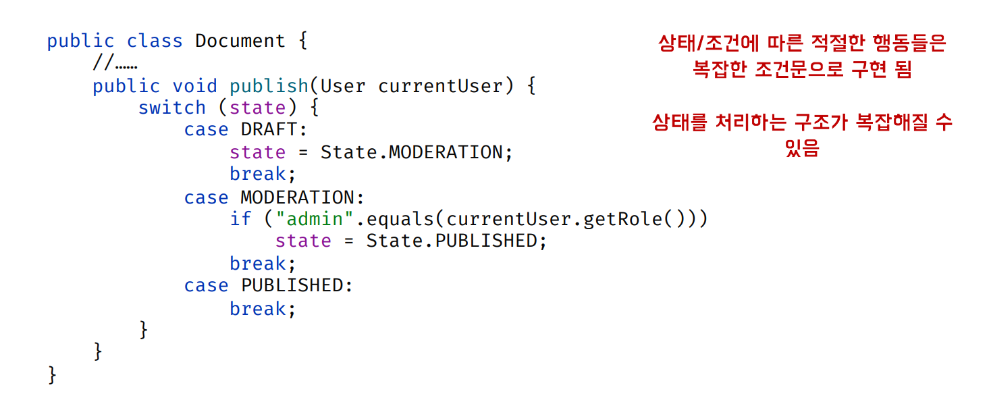 public class Document {
    //……
    public void publish(User currentUser) {
        switch (state) {
            case DRAFT:
                state = State.MODERATION;
                break;
            case MODERATION:
                if ("admin".equals(currentUser.getRole()))
                    state = State.PUBLISHED;
                break;
            case PUBLISHED:
                break;
        }
    }
}
상태/조건에 따른 적절한 행동들은
복잡한 조건문으로 구현 됨
상태를 처리하는 구조가 복잡해질 수
있음